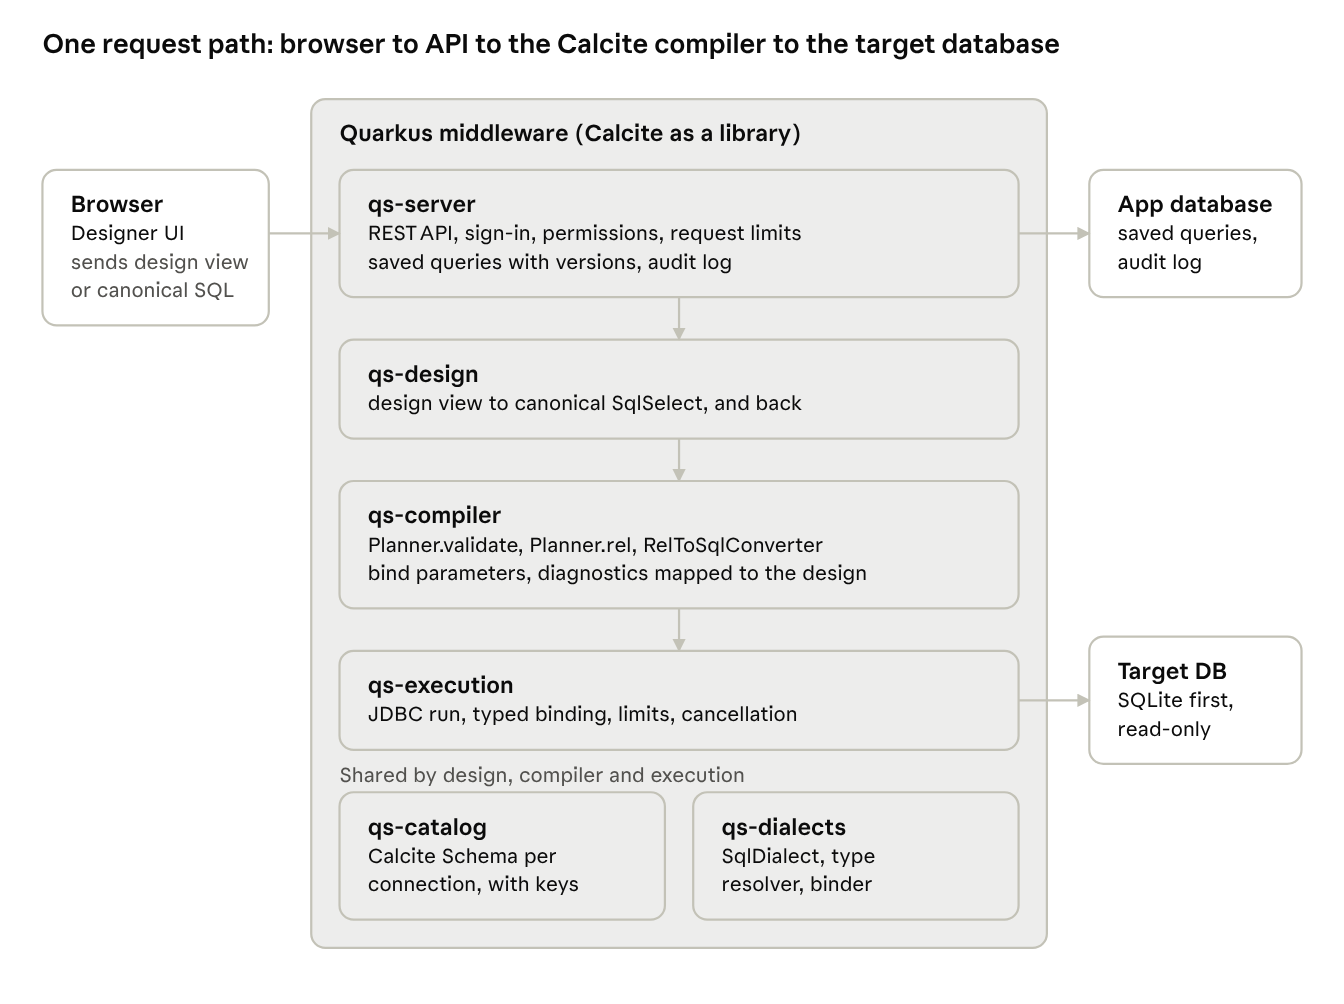 One request path: browser to API to the Calcite compiler to the target database
Quarkus middleware (Calcite as a library)
Browser
Designer UI
sends design view
or canonical SQL
qs-server
REST API, sign-in, permissions, request limits
saved queries with versions, audit log
App database
saved queries,
audit log
qs-design
design view to canonical SqlSelect, and back
qs-compiler
Planner.validate, Planner.rel, RelToSqlConverter
bind parameters, diagnostics mapped to the design
qs-execution
JDBC run, typed binding, limits, cancellation
Target DB
SQLite first,
read-only
Shared by design, compiler and execution
qs-catalog
Calcite Schema per
connection, with keys
qs-dialects
SqlDialect, type
resolver, binder